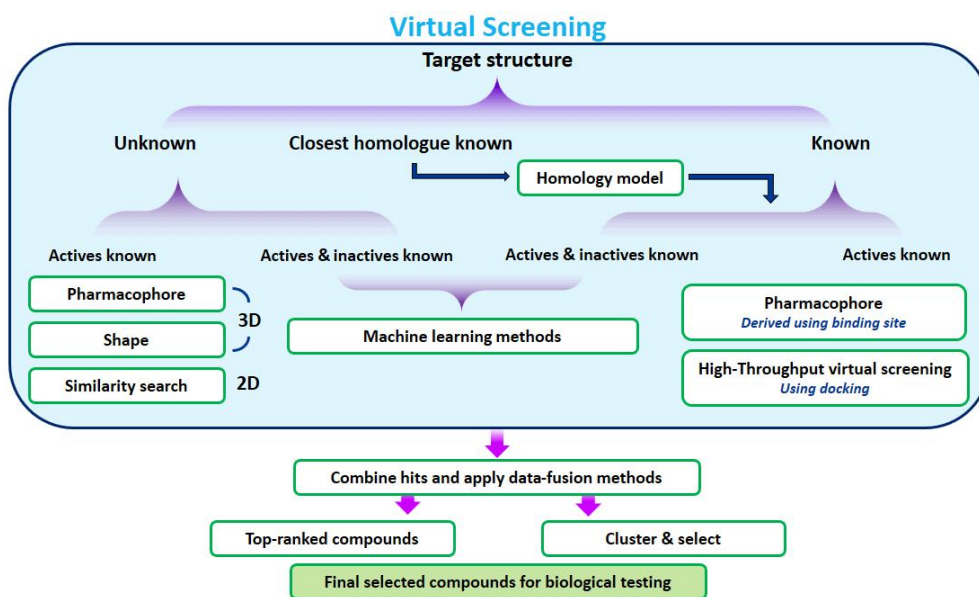 Virtual Screening
Target structure
Unknown
Closest homologue known
Known
Homology model
Actives known
Actives & inactives known
Actives & inactives known
Actives known
Pharmacophore
3D
Shape
Similarity search
2D
Machine learning methods
Pharmacophore
Derived using binding site
High-Throughput virtual screening
Using docking
Combine hits and apply data-fusion methods
Top-ranked compounds
Cluster & select
Final selected compounds for biological testing